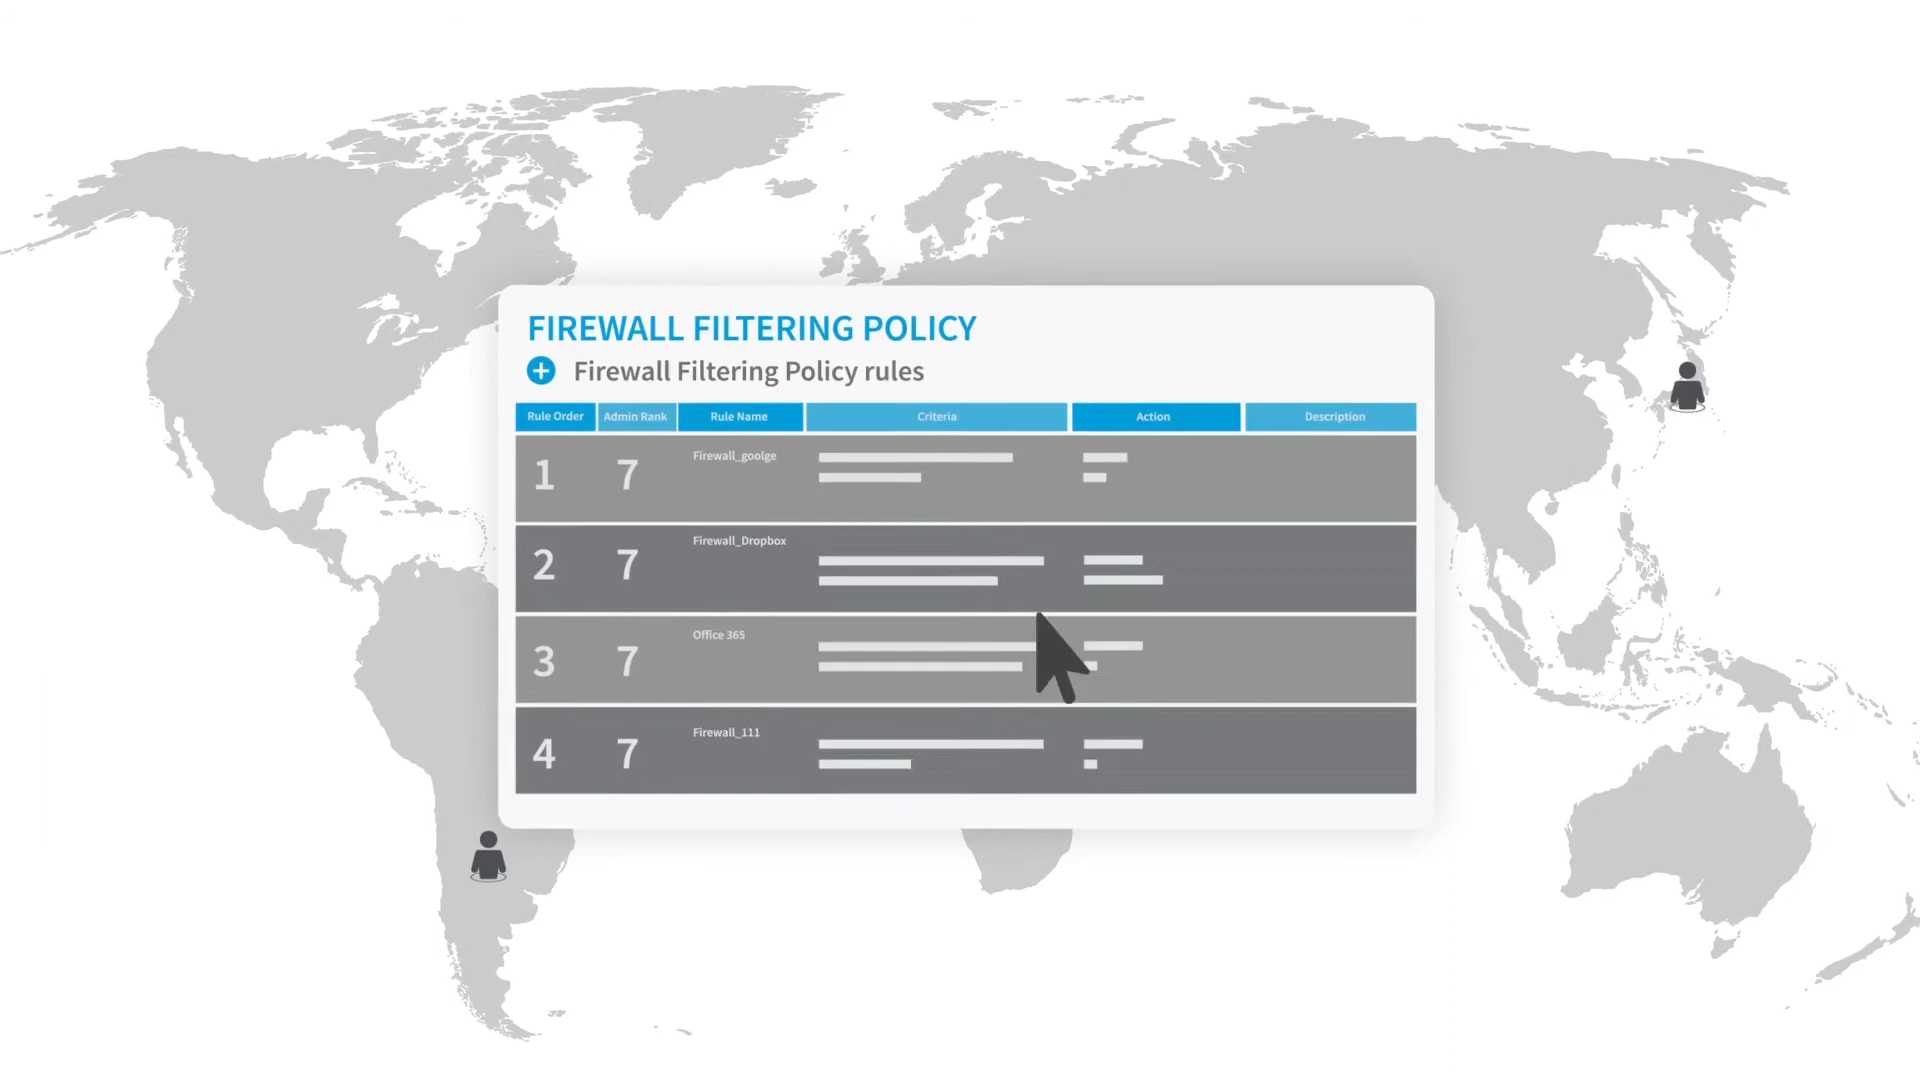 FIREWALL FILTERING POLICY
Firewall Filtering Policy rules
Rule Order Admin Rank Rule Name Criteria Action Description
1 7 Firewall_goolge
2 7 Firewall_Dropbox
3 7 Office 365
4 7 Firewall_111